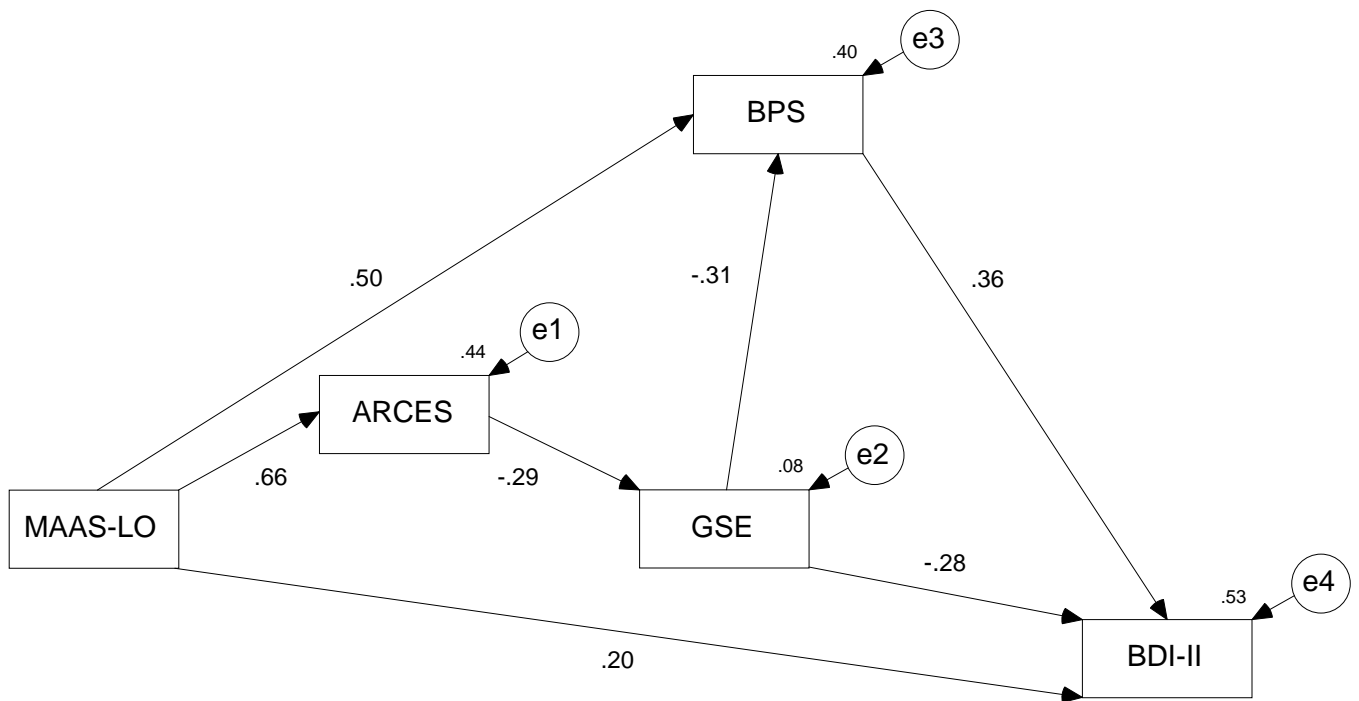 e3
.40
BPS
.50
-.31
.36
e1
.44
ARCES
.66
-.29
e2
.08
MAAS-LO
GSE
-.28
e4
.53
BDI-II
.20